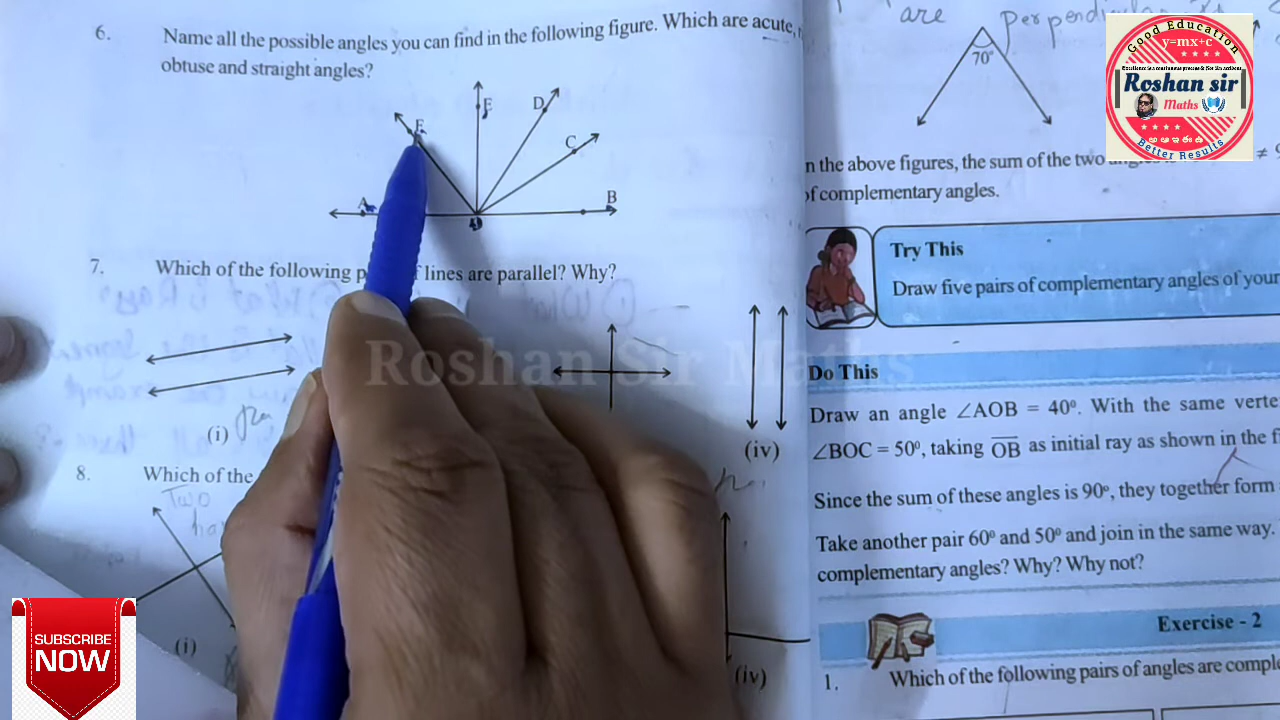 6. Name all the possible angles you can find in the following figure. Which are acute,
obtuse and straight angles?
E
D
C
B
A
7. Which of the following lines are parallel? Why?
(i)
(iv)
8. Which of the
Two
(i)
(iv)
are perpendicular
70°
n the above figures, the sum of the two ≠
of complementary angles.
Try This
Draw five pairs of complementary angles of your
Do This
Draw an angle ∠AOB = 40°. With the same verte
∠BOC = 50°, taking OB as initial ray as shown in the fi
Since the sum of these angles is 90°, they together form
Take another pair 60° and 50° and join in the same way.
complementary angles? Why? Why not?
Exercise - 2
1. Which of the following pairs of angles are comple
Good Education
y=mx+c
Roshan sir
Maths
Better Results
Roshan Sir Maths
SUBSCRIBE
NOW